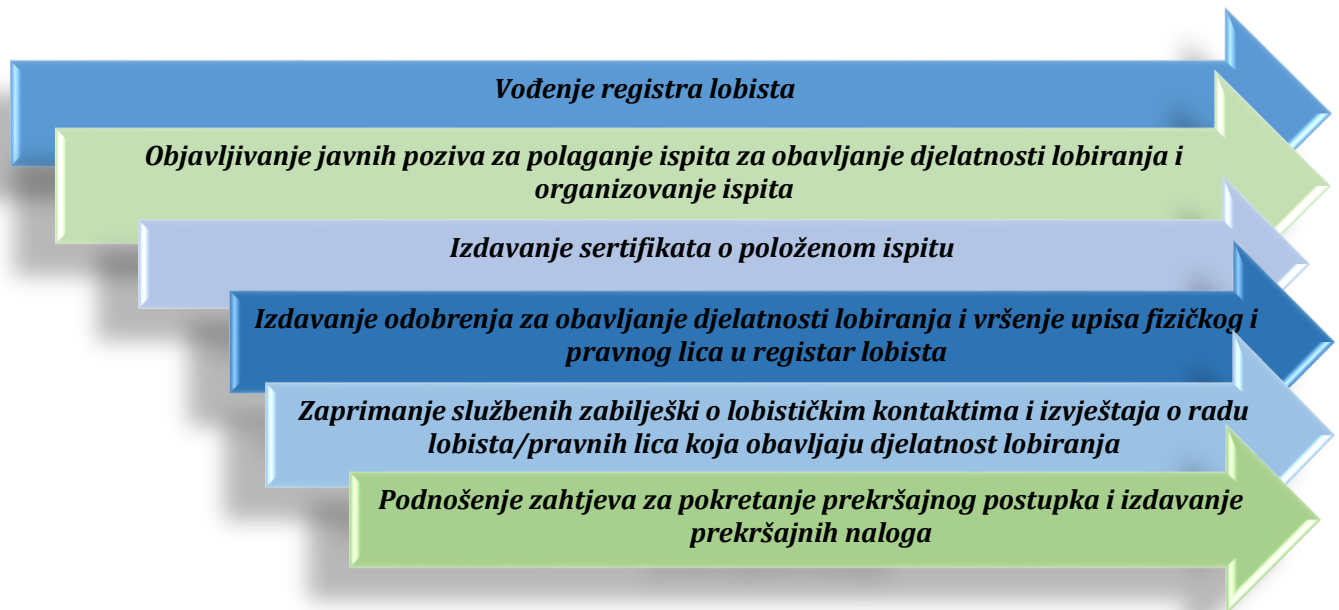 Vođenje registra lobista
Objavljivanje javnih poziva za polaganje ispita za obavljanje djelatnosti lobiranja i
organizovanje ispita
Izdavanje sertifikata o položenom ispitu
Izdavanje odobrenja za obavljanje djelatnosti lobiranja i vršenje upisa fizičkog i
pravnog lica u registar lobista
Zaprimanje službenih zabilješki o lobističkim kontaktima i izvještaja o radu
lobista/pravnih lica koja obavljaju djelatnost lobiranja
Podnošenje zahtjeva za pokretanje prekršajnog postupka i izdavanje
prekršajnih naloga